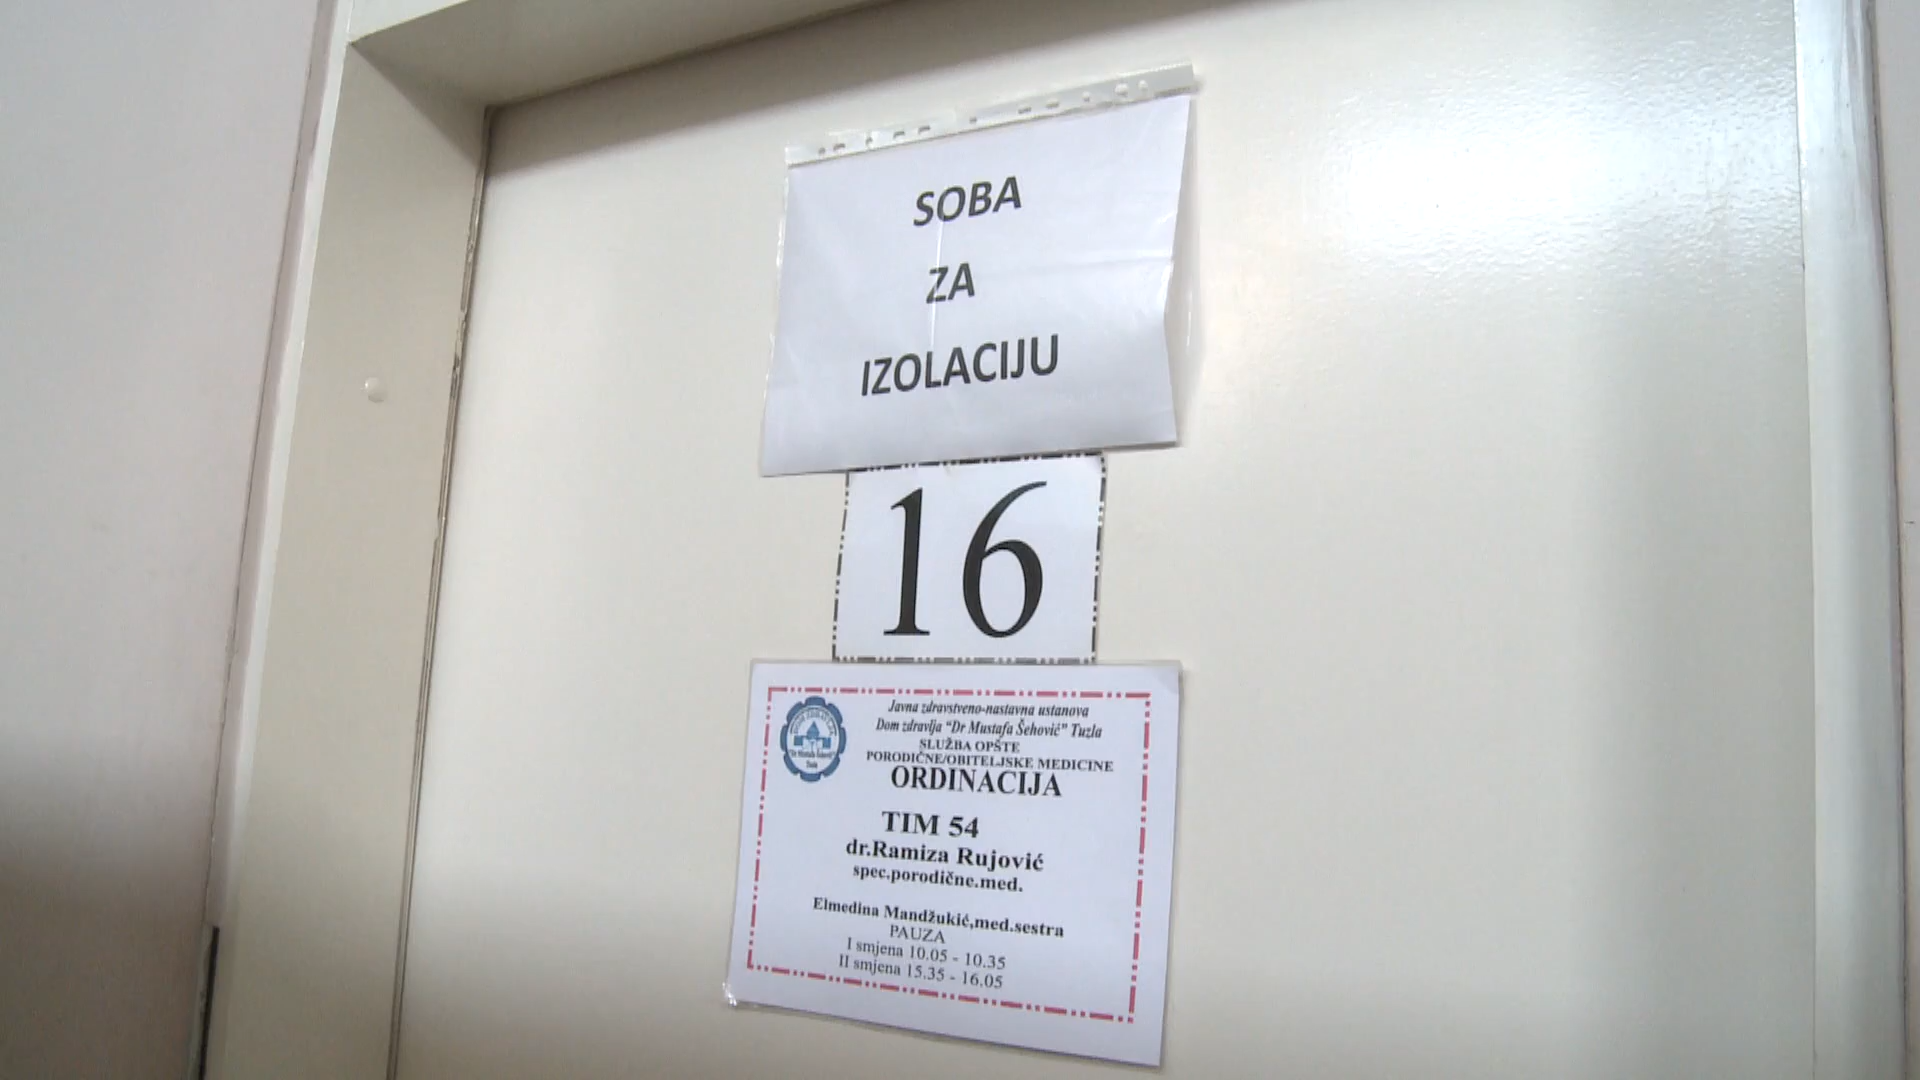 SOBA
ZA
IZOLACIJU
16
Javna zdravstveno-nastavna ustanova
Dom zdravlja "Dr Mustafa Šehović" Tuzla
SLUŽBA OPŠTE
PORODIČNE/OBITELJSKE MEDICINE
ORDINACIJA
TIM 54
dr.Ramiza Rujović
spec.porodične.med.
Elmedina Mandžukić,med.sestra
PAUZA
I smjena 10.05 - 10.35
II smjena 15.35 - 16.05